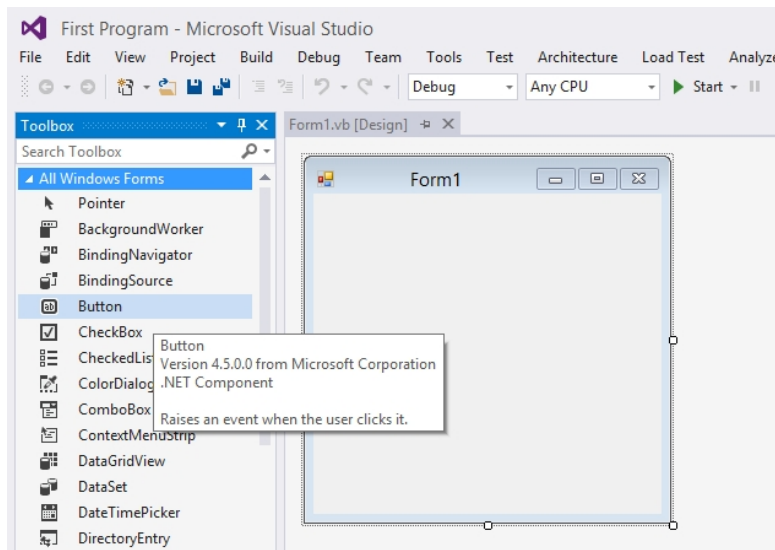 First Program - Microsoft Visual Studio
File Edit View Project Build Debug Team Tools Test Architecture Load Test Analyze
Debug Any CPU Start
Toolbox
Form1.vb [Design]
Search Toolbox
All Windows Forms
Form1
Pointer
BackgroundWorker
BindingNavigator
BindingSource
Button
CheckBox
CheckedLis
ColorDialog
ComboBox
ContextMenuStrip
DataGridView
DataSet
DateTimePicker
DirectoryEntry
Button
Version 4.5.0.0 from Microsoft Corporation
.NET Component
Raises an event when the user clicks it.